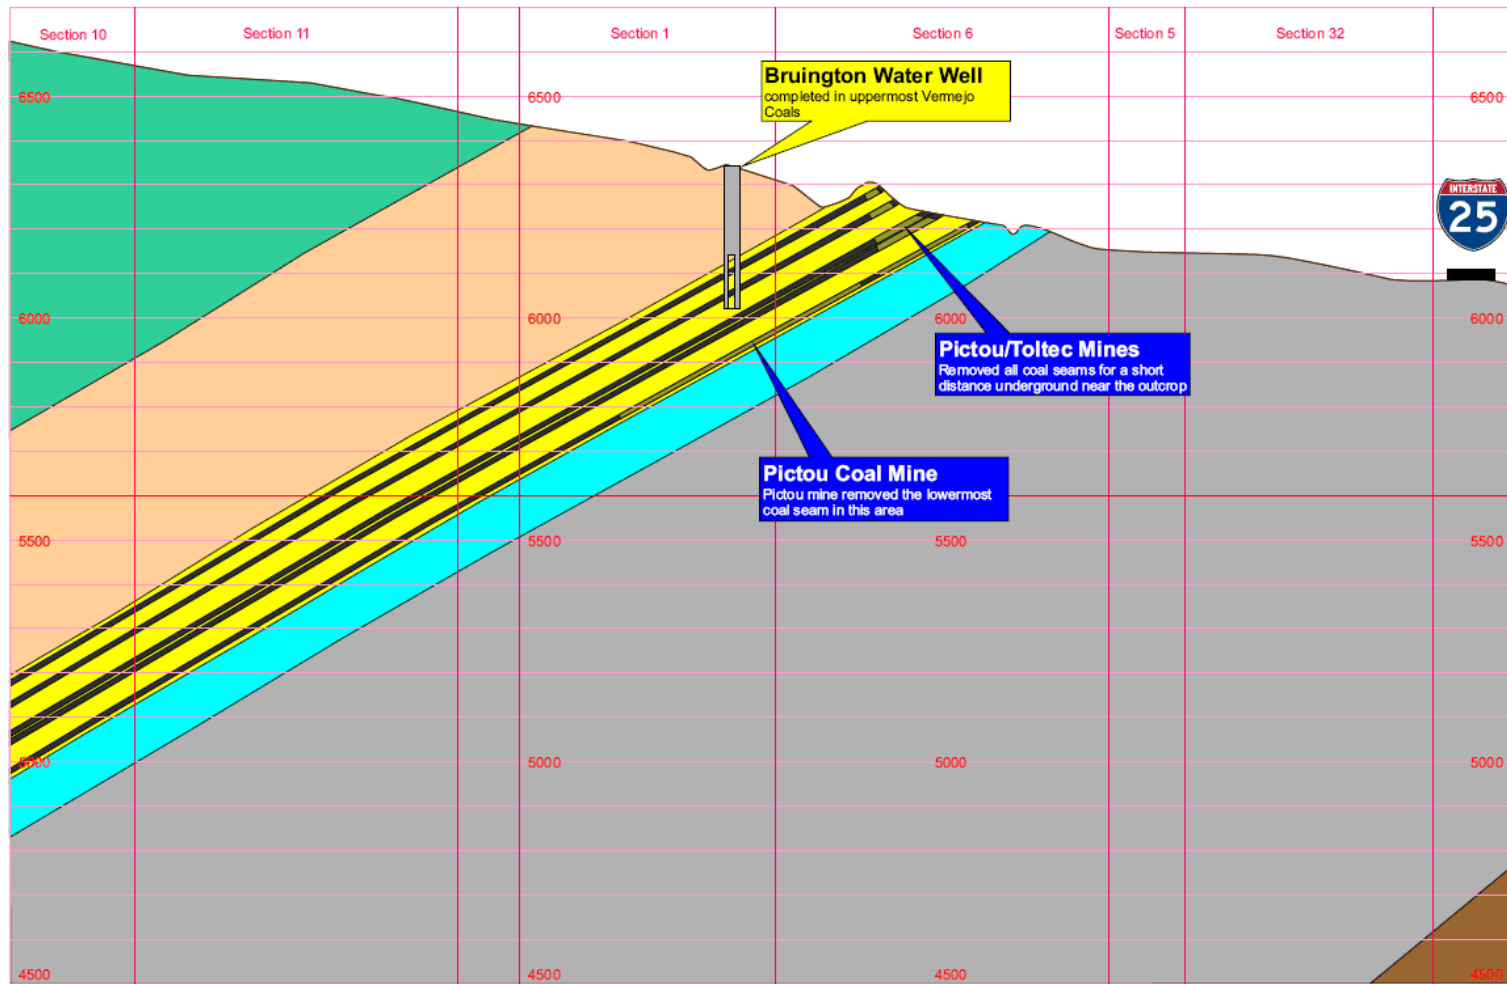 Section 10
Section 11
Section 1
Section 6
Section 5
Section 32
Bruington Water Well
completed in uppermost Vermejo
Coals
6500
6500
6500
INTERSTATE
25
6000
6000
6000
6000
Pictou/Toltec Mines
Removed all coal seams for a short
distance underground near the outcrop
Pictou Coal Mine
Pictou mine removed the lowermost
coal seam in this area
5500
5500
5500
5500
5000
5000
5000
5000
4500
4500
4500
4500